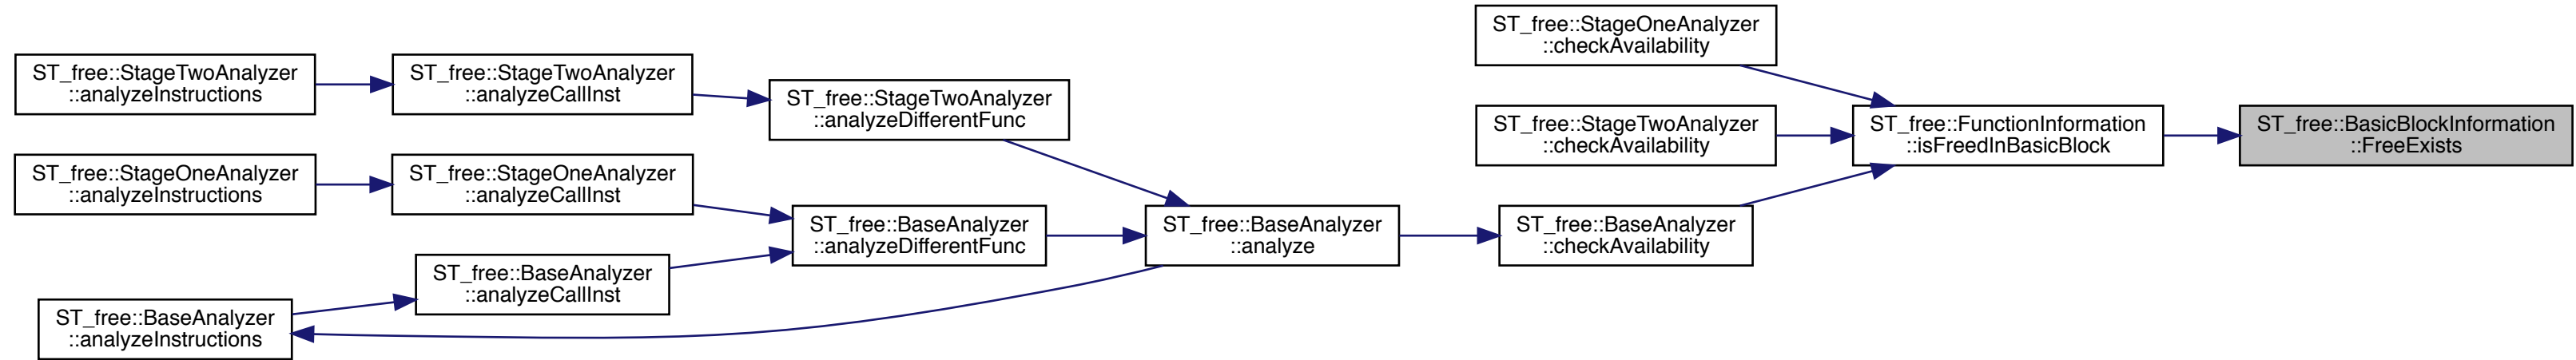 ST_free::StageTwoAnalyzer
::analyzeInstructions
ST_free::StageOneAnalyzer
::analyzeInstructions
ST_free::BaseAnalyzer
::analyzeInstructions
ST_free::StageTwoAnalyzer
::analyzeCallInst
ST_free::StageOneAnalyzer
::analyzeCallInst
ST_free::BaseAnalyzer
::analyzeCallInst
ST_free::StageTwoAnalyzer
::analyzeDifferentFunc
ST_free::BaseAnalyzer
::analyzeDifferentFunc
ST_free::BaseAnalyzer
::analyze
ST_free::StageOneAnalyzer
::checkAvailability
ST_free::StageTwoAnalyzer
::checkAvailability
ST_free::BaseAnalyzer
::checkAvailability
ST_free::FunctionInformation
::isFreedInBasicBlock
ST_free::BasicBlockInformation
::FreeExists